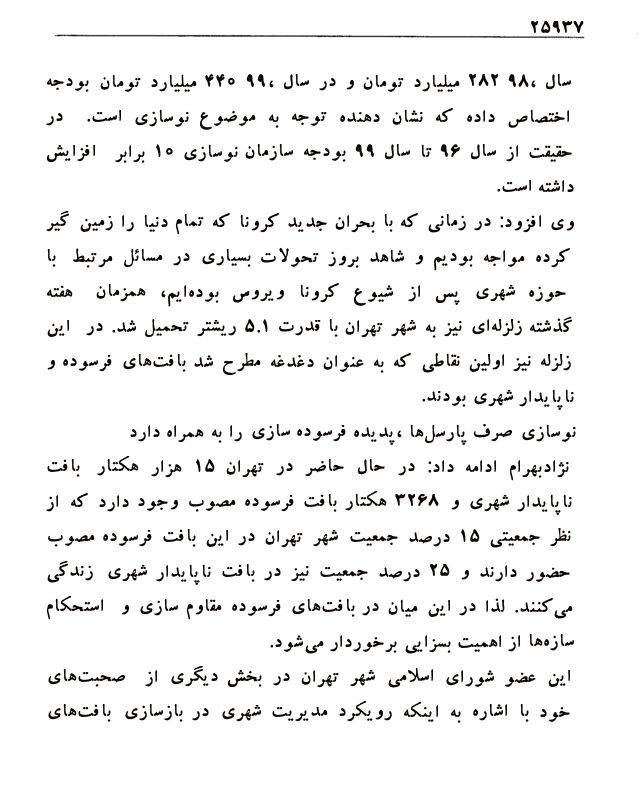 ۲۵۹۳۷
سال ،۹۸ ۲۸۲ میلیارد تومان و در سال ،۹۹ ۴۴۰ میلیارد تومان بودجه
اختصاص داده که نشان دهنده توجه به موضوع نوسازی است. در
حقیقت از سال ۹۶ تا سال ۹۹ بودجه سازمان نوسازی ۱۰ برابر افزایش
داشته است.
وی افزود: در زمانی که با بحران جدید کرونا که تمام دنیا را زمین گیر
کرده مواجه بودیم و شاهد بروز تحولات بسیاری در مسائل مرتبط با
حوزه شهری پس از شیوع کرونا ویروس بوده‌ایم، همزمان هفته
گذشته زلزله‌ای نیز به شهر تهران با قدرت ۵.۱ ریشتر تحمیل شد. در این
زلزله نیز اولین نقاطی که به عنوان دغدغه مطرح شد بافت‌های فرسوده و
ناپایدار شهری بودند.
نوسازی صرف پارسل‌ها ،پدیده فرسوده سازی را به همراه دارد
نژادبهرام ادامه داد: در حال حاضر در تهران ۱۵ هزار هکتار بافت
ناپایدار شهری و ۳۲۶۸ هکتار بافت فرسوده مصوب وجود دارد که از
نظر جمعیتی ۱۵ درصد جمعیت شهر تهران در این بافت فرسوده مصوب
حضور دارند و ۲۵ درصد جمعیت نیز در بافت ناپایدار شهری زندگی
می‌کنند. لذا در این میان در بافت‌های فرسوده مقاوم سازی و استحکام
سازه‌ها از اهمیت بسزایی برخوردار می‌شود.
این عضو شورای اسلامی شهر تهران در بخش دیگری از صحبت‌های
خود با اشاره به اینکه رویکرد مدیریت شهری در بازسازی بافت‌های